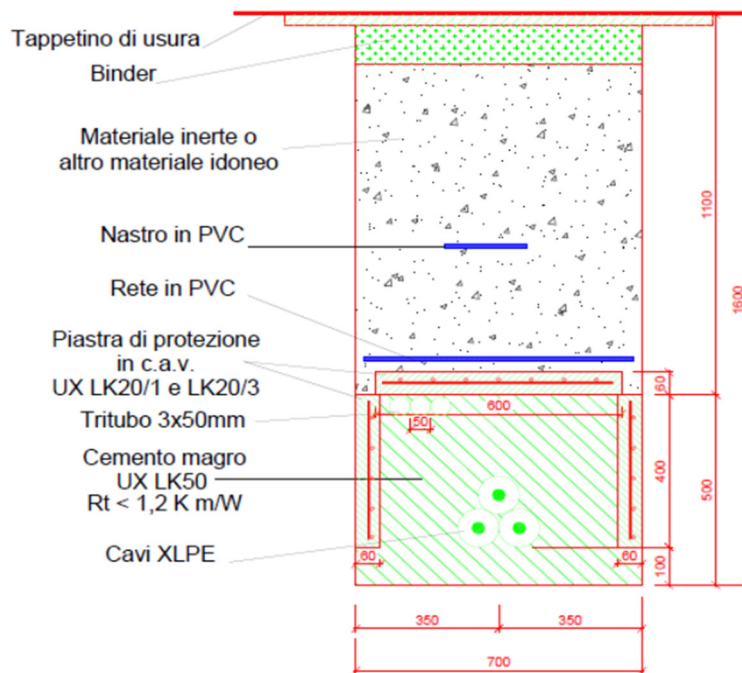 Tappetino di usura
Binder
Materiale inerte o
altro materiale idoneo
Nastro in PVC
Rete in PVC
Piastra di protezione
in c.a.v.
UX LK20/1 e LK20/3
Tritubo 3x50mm
Cemento magro
UX LK50
Rt < 1,2 K m/W
Cavi XLPE
1100
1600
60
600
50
400
500
60
60
100
350
350
700